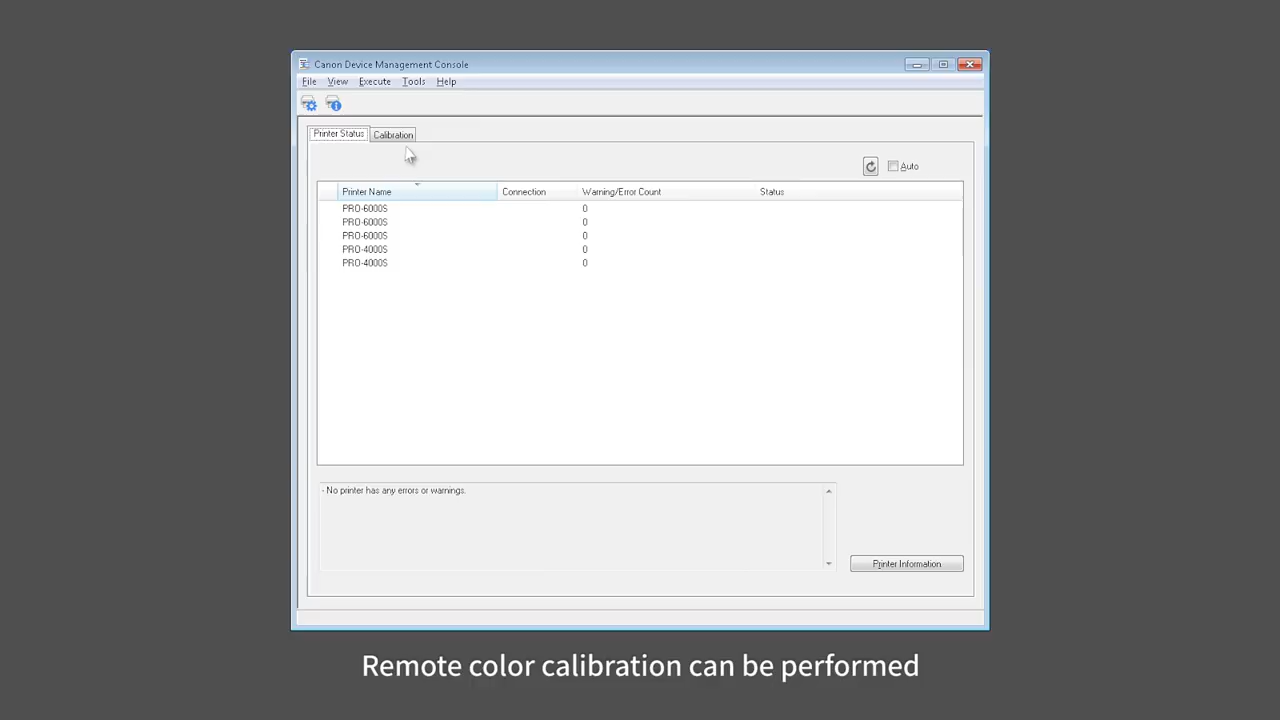 Canon Device Management Console
File View Execute Tools Help
Printer Status Calibration
Auto
Printer Name Connection Warning/Error Count Status
PRO-6000S 0
PRO-6000S 0
PRO-6000S 0
PRO-4000S 0
PRO-4000S 0
- No printer has any errors or warnings.
Printer Information
Remote color calibration can be performed